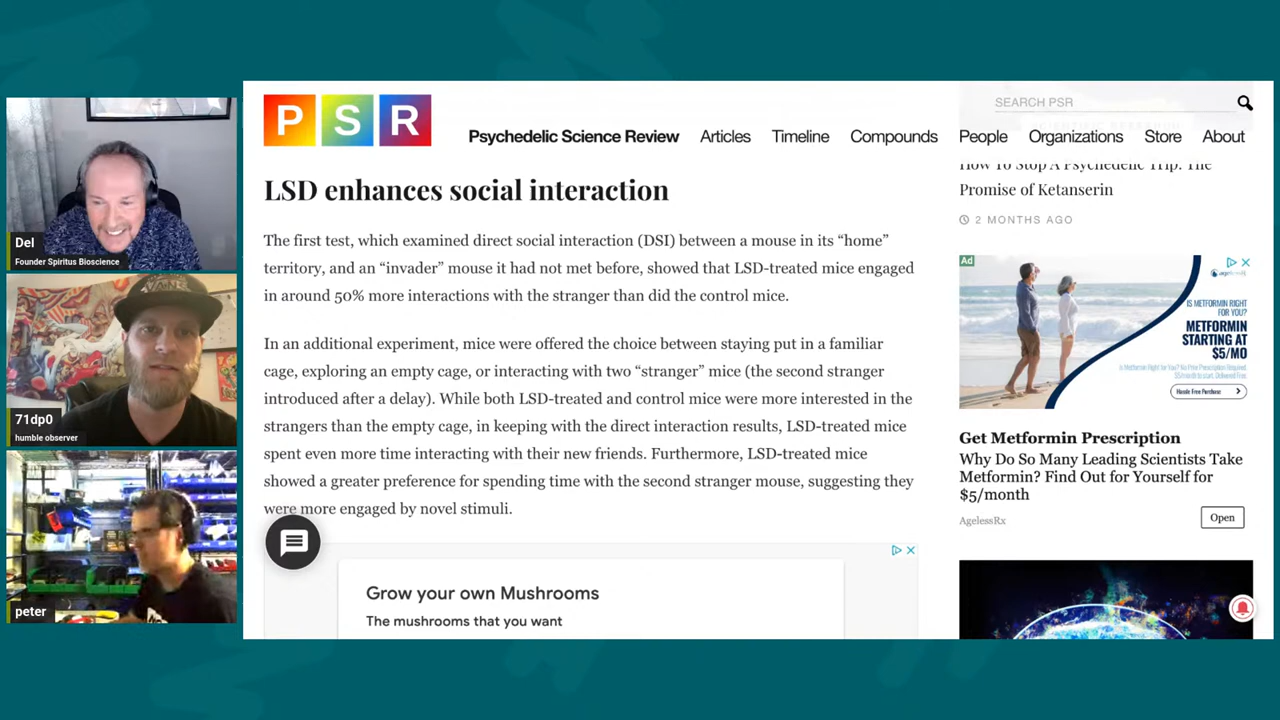 Del
Founder Spiritus Bioscience
71dp0
humble observer
peter
PSR
Psychedelic Science Review
Articles
Timeline
Compounds
People
Organizations
Store
About
SEARCH PSR
LSD enhances social interaction
The first test, which examined direct social interaction (DSI) between a mouse in its “home”
territory, and an “invader” mouse it had not met before, showed that LSD-treated mice engaged
in around 50% more interactions with the stranger than did the control mice.
In an additional experiment, mice were offered the choice between staying put in a familiar
cage, exploring an empty cage, or interacting with two “stranger” mice (the second stranger
introduced after a delay). While both LSD-treated and control mice were more interested in the
strangers than the empty cage, in keeping with the direct interaction results, LSD-treated mice
spent even more time interacting with their new friends. Furthermore, LSD-treated mice
showed a greater preference for spending time with the second stranger mouse, suggesting they
were more engaged by novel stimuli.
Grow your own Mushrooms
The mushrooms that you want
How To Stop A Psychedelic Trip: The
Promise of Ketanserin
2 MONTHS AGO
Ad
IS METFORMIN RIGHT
FOR YOU?
METFORMIN
STARTING AT
$5/MO
Get Metformin Prescription
Why Do So Many Leading Scientists Take
Metformin? Find Out for Yourself for
$5/month
AgelessRx
Open